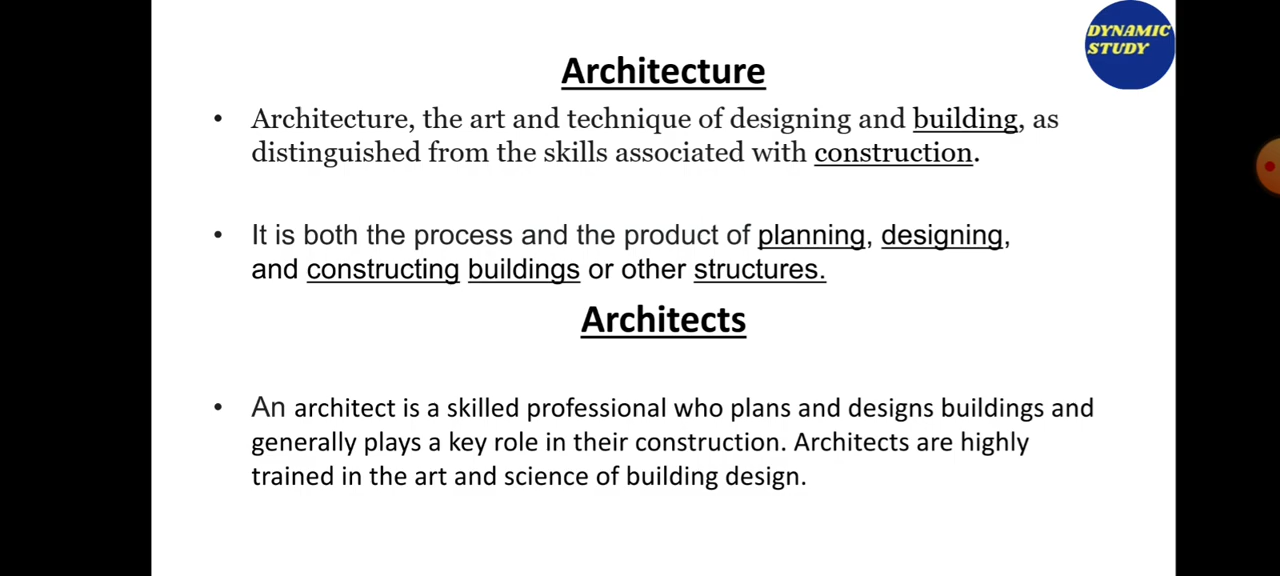 DYNAMIC
STUDY
Architecture
• Architecture, the art and technique of designing and building, as
distinguished from the skills associated with construction.
• It is both the process and the product of planning, designing,
and constructing buildings or other structures.
Architects
• An architect is a skilled professional who plans and designs buildings and
generally plays a key role in their construction. Architects are highly
trained in the art and science of building design.